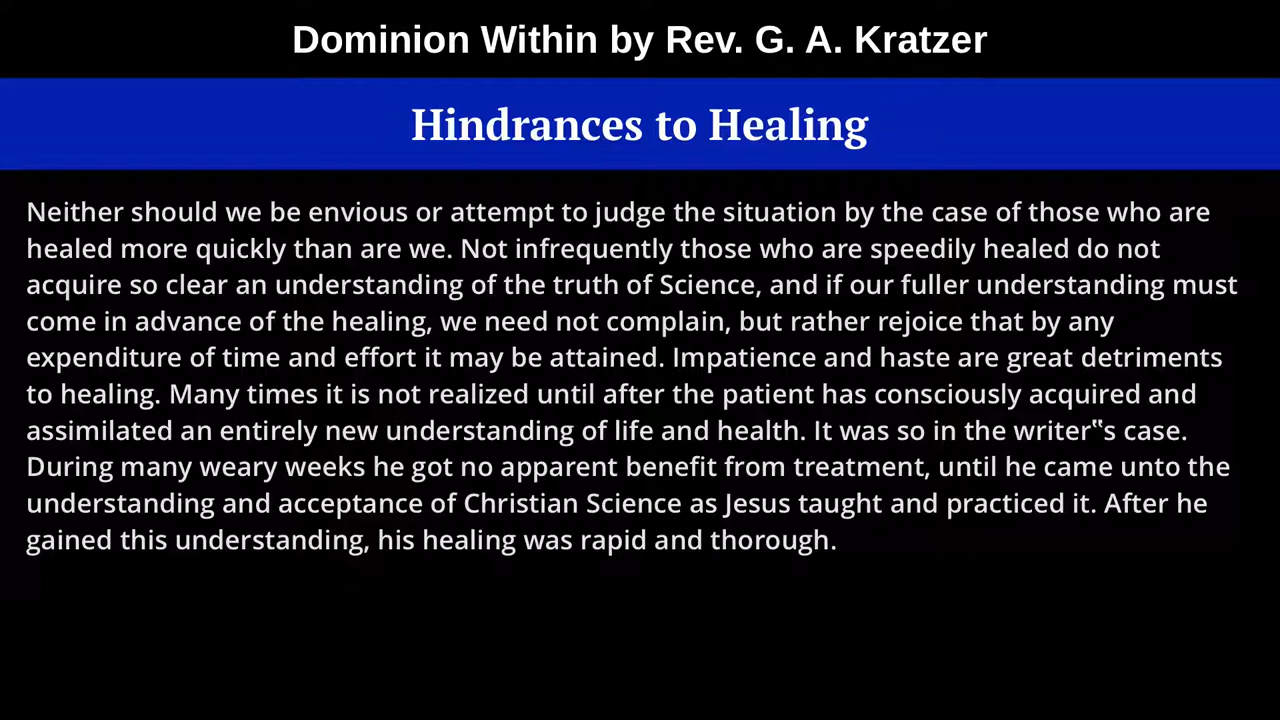 Dominion Within by Rev. G. A. Kratzer
Hindrances to Healing
Neither should we be envious or attempt to judge the situation by the case of those who are
healed more quickly than are we. Not infrequently those who are speedily healed do not
acquire so clear an understanding of the truth of Science, and if our fuller understanding must
come in advance of the healing, we need not complain, but rather rejoice that by any
expenditure of time and effort it may be attained. Impatience and haste are great detriments
to healing. Many times it is not realized until after the patient has consciously acquired and
assimilated an entirely new understanding of life and health. It was so in the writer‟s case.
During many weary weeks he got no apparent benefit from treatment, until he came unto the
understanding and acceptance of Christian Science as Jesus taught and practiced it. After he
gained this understanding, his healing was rapid and thorough.